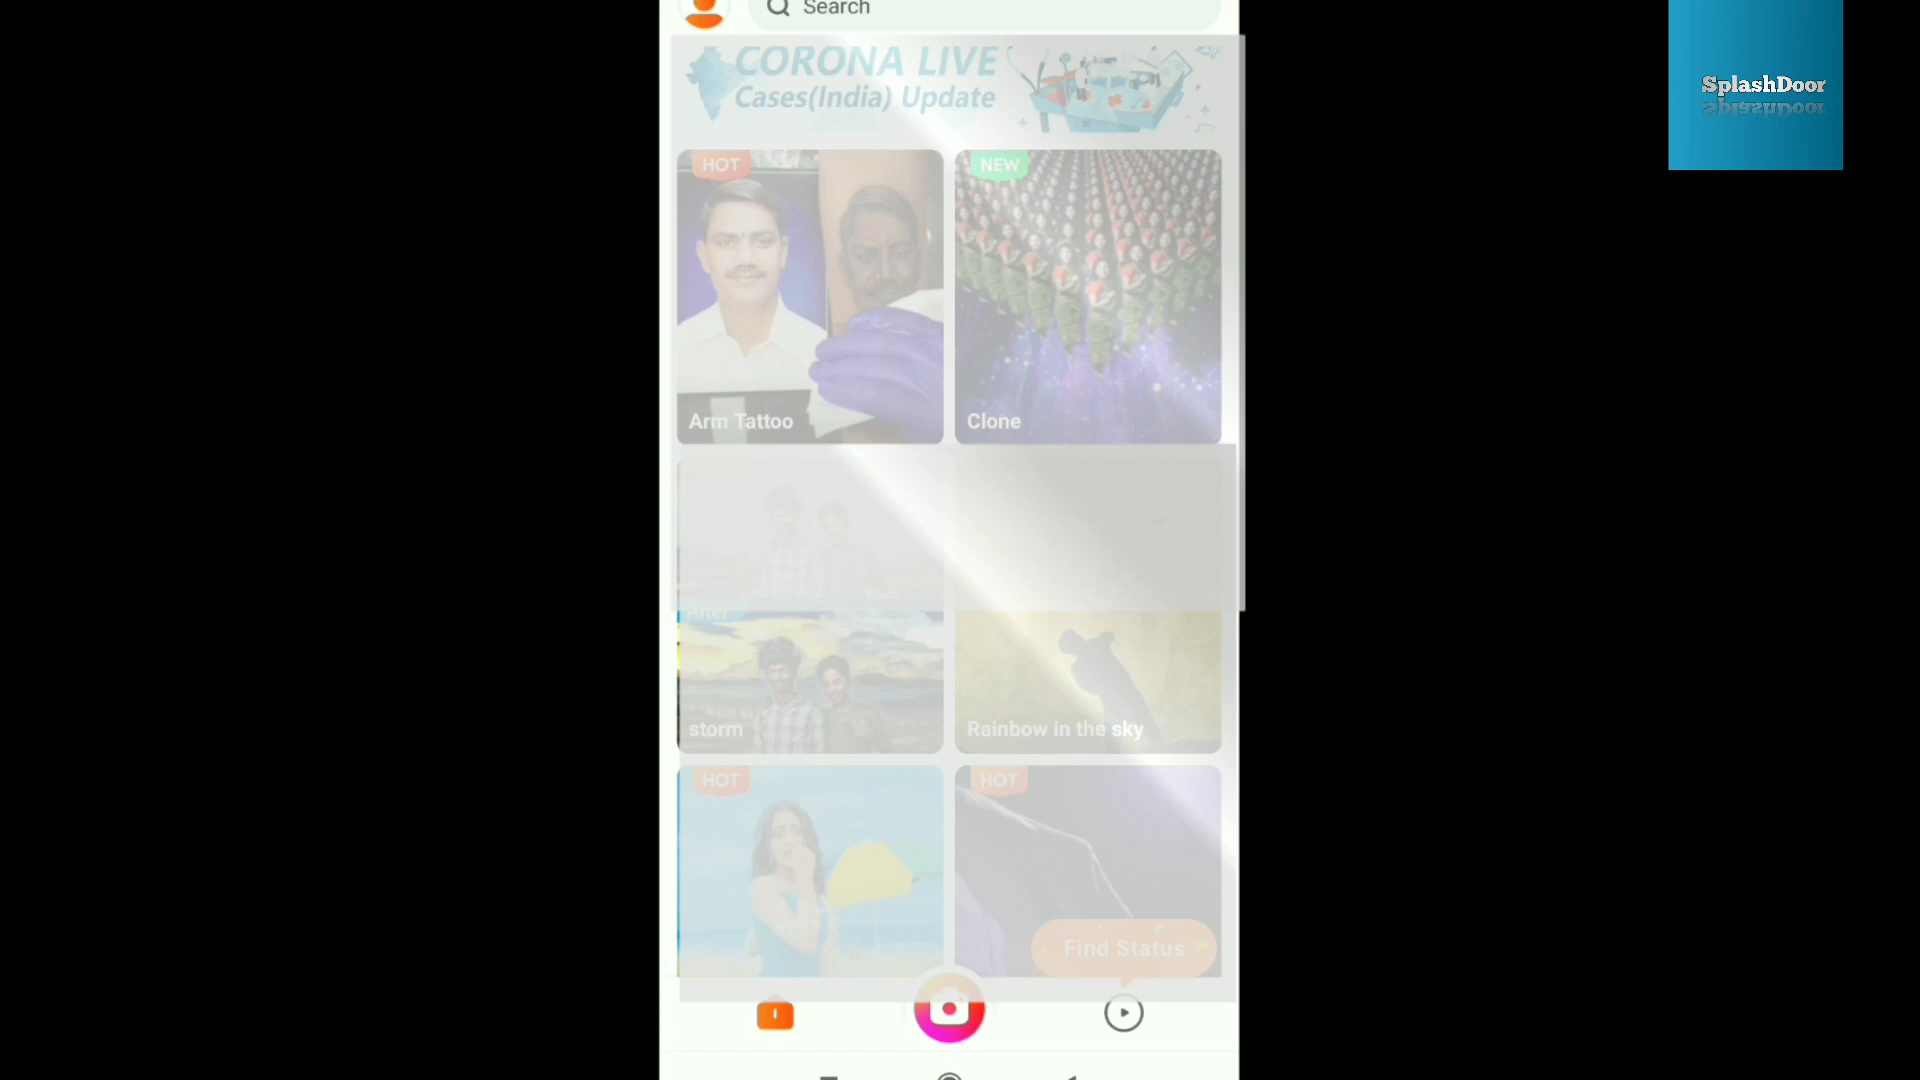 Search
SplashDoor
CORONA LIVE
Cases(India) Update
HOT
NEW
Arm Tattoo
Clone
After
storm
Rainbow in the sky
HOT
HOT
Find Status